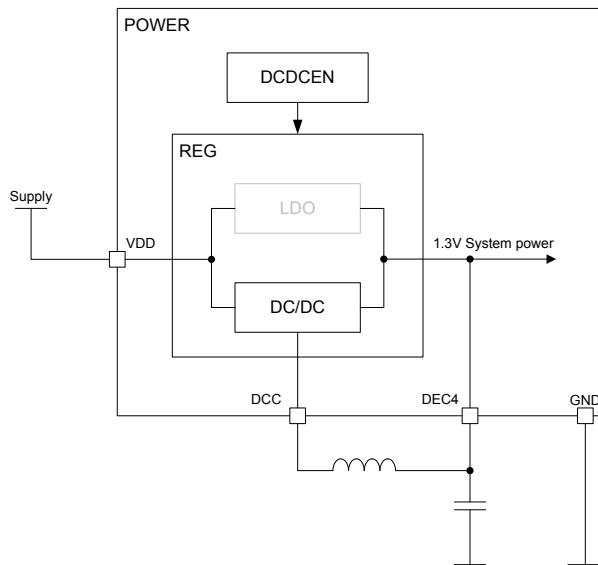 POWER
DCDCEN
REG
Supply
LDO
VDD
1.3V System power
DC/DC
DCC
DEC4
GND